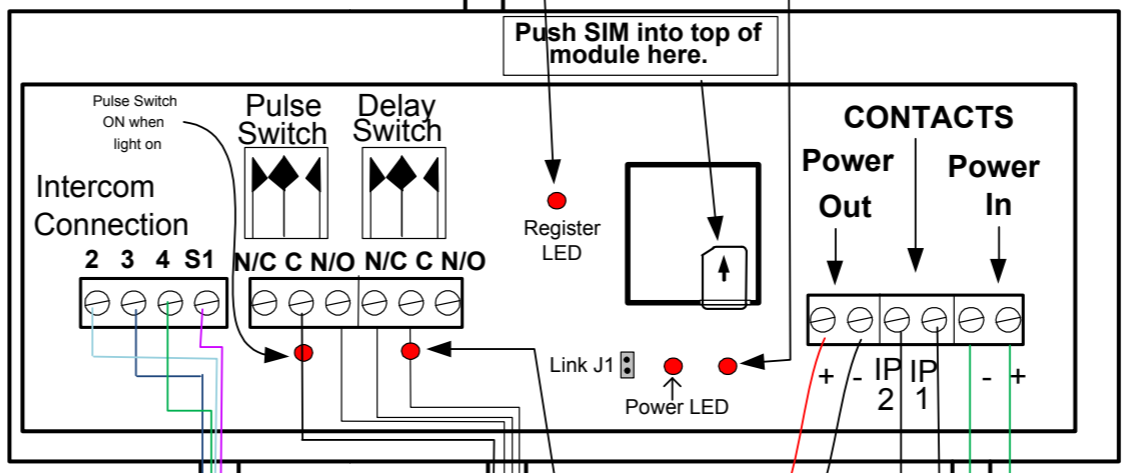 Push SIM into top of
module here.
Pulse Switch
ON when
light on
Pulse
Switch
Delay
Switch
CONTACTS
Power
Out
Power
In
Intercom
Connection
2 3 4 S1
N/C C N/O N/C C N/O
Register
LED
Link J1
Power LED
+ - IP
2
IP
1
- +